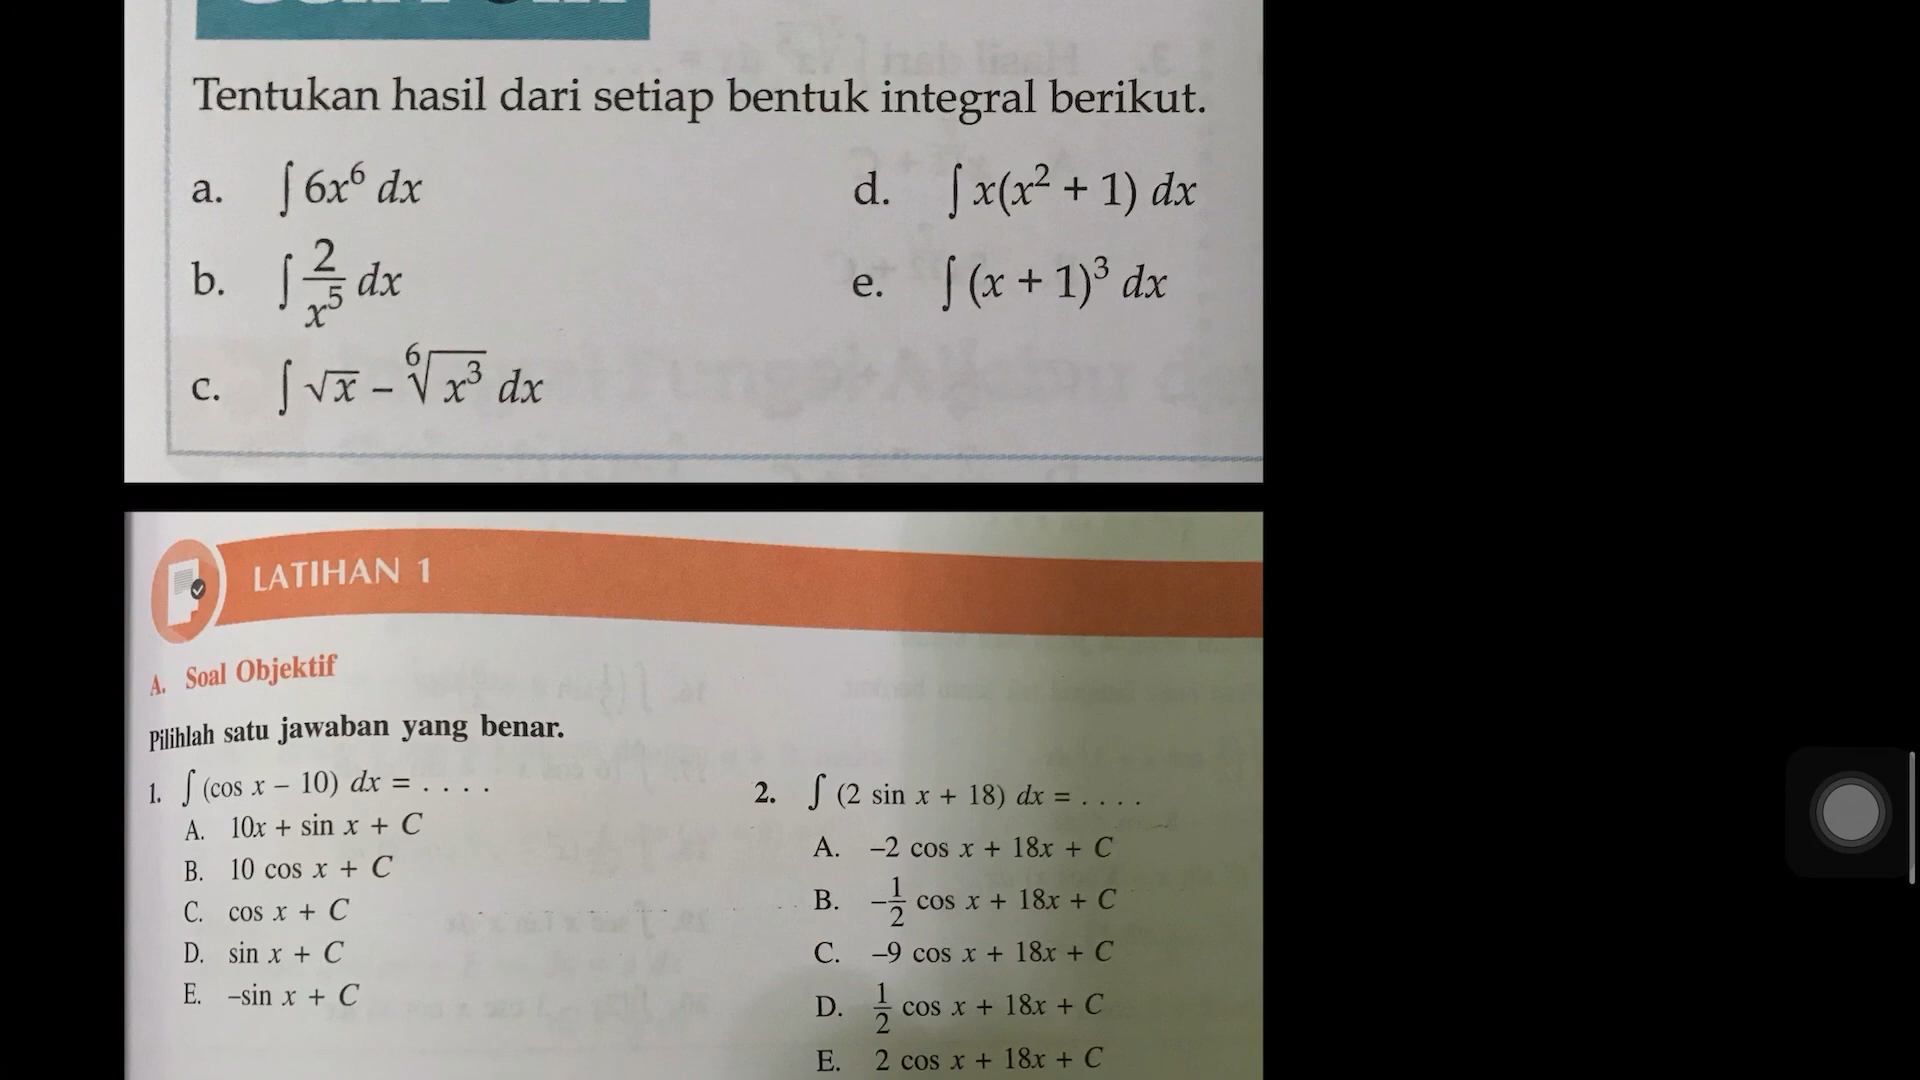 Tentukan hasil dari setiap bentuk integral berikut.
a. ∫ 6x⁶ dx
b. ∫ 2/x⁵ dx
c. ∫ √x – ⁶√x³ dx
d. ∫ x(x² + 1) dx
e. ∫ (x + 1)³ dx
LATIHAN 1
A. Soal Objektif
Pilihlah satu jawaban yang benar.
1. ∫ (cos x – 10) dx = . . . .
A. 10x + sin x + C
B. 10 cos x + C
C. cos x + C
D. sin x + C
E. –sin x + C
2. ∫ (2 sin x + 18) dx = . . . .
A. –2 cos x + 18x + C
B. –1/2 cos x + 18x + C
C. –9 cos x + 18x + C
D. 1/2 cos x + 18x + C
E. 2 cos x + 18x + C